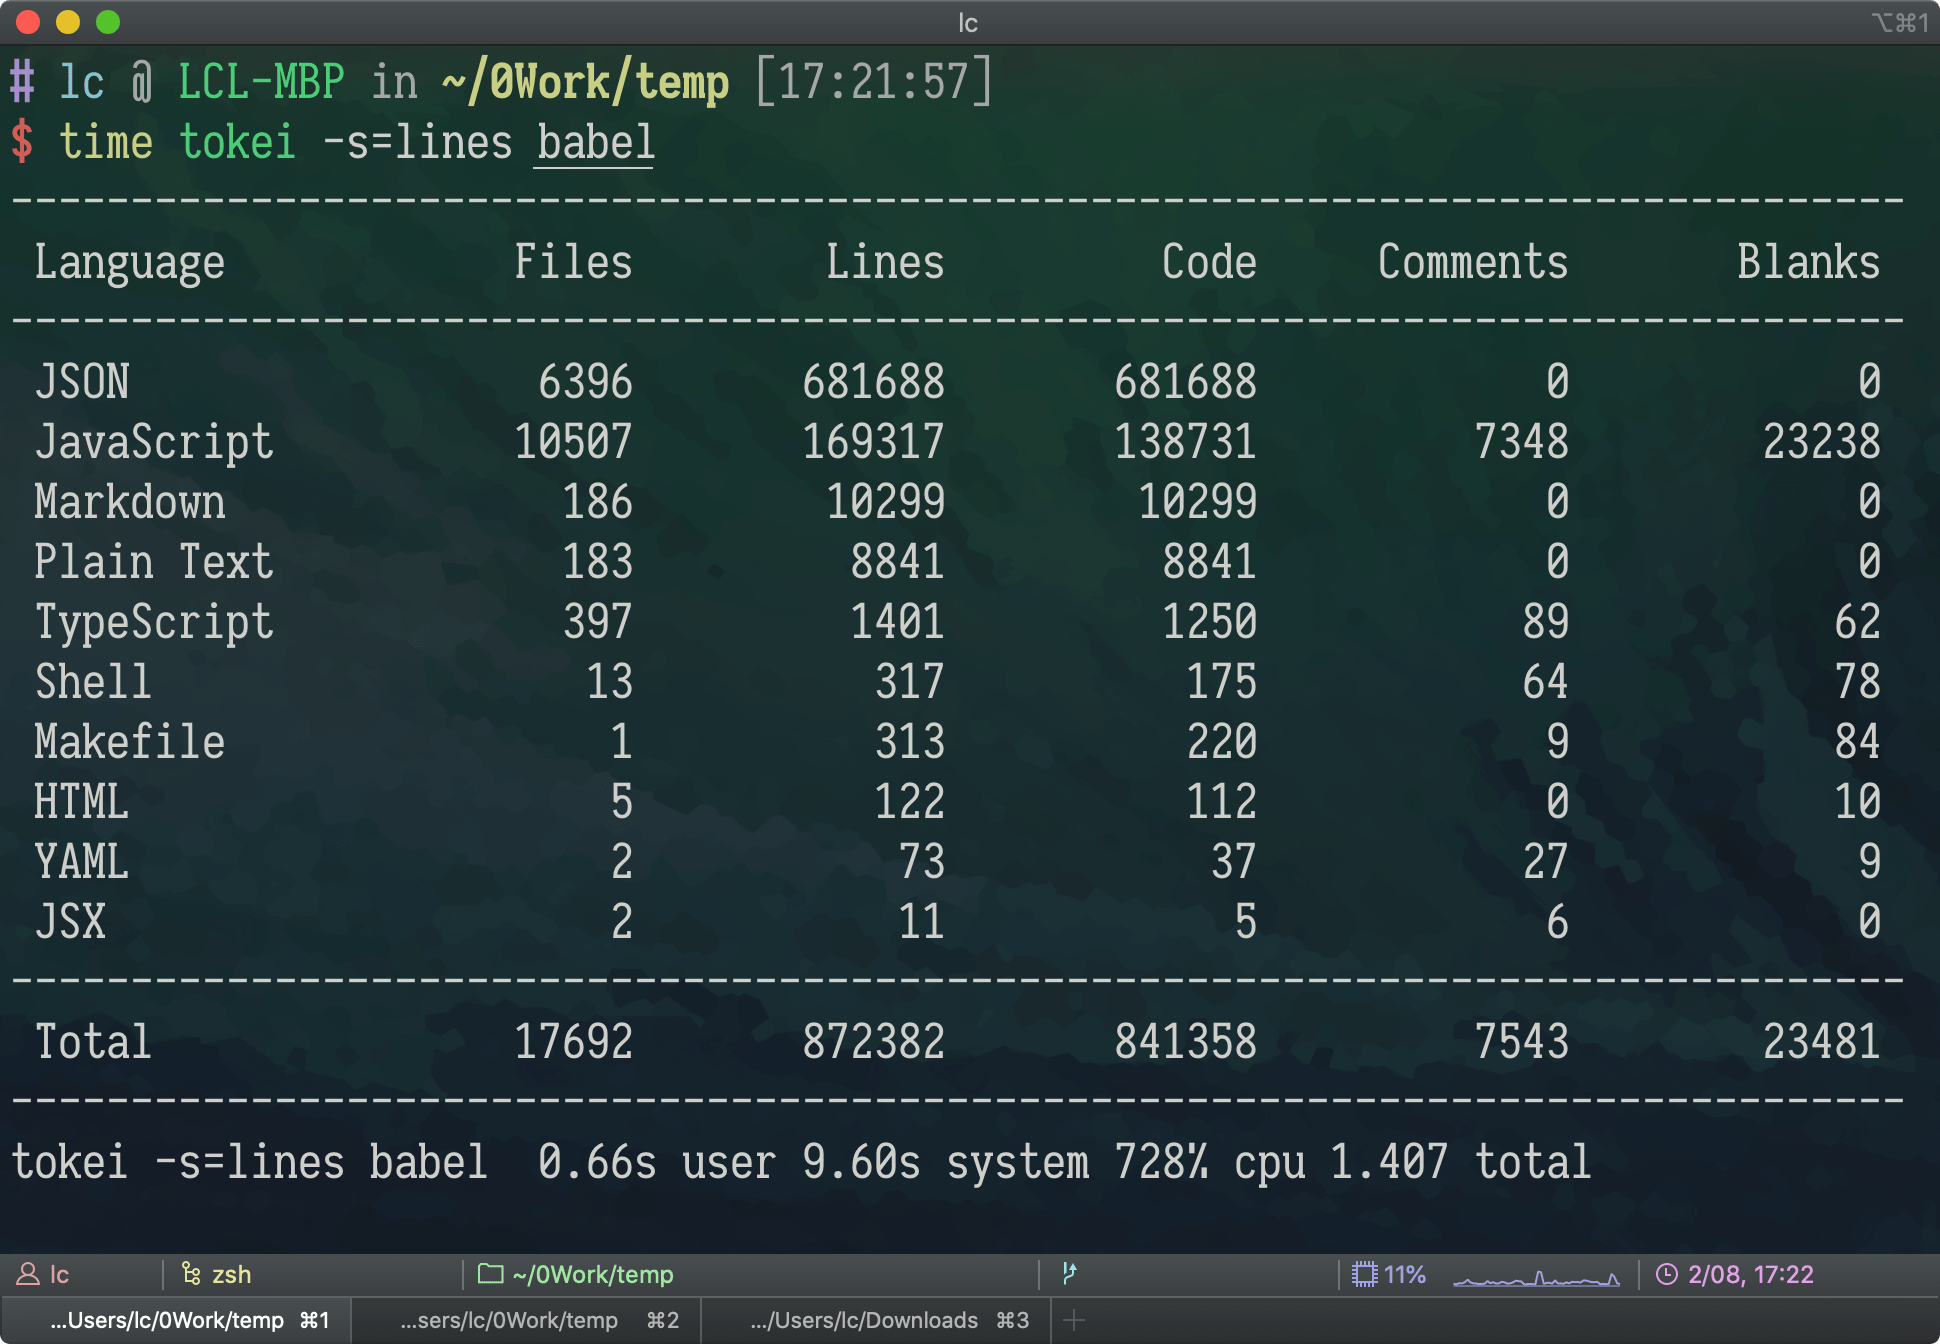 lc
⌥⌘1
# lc @ LCL-MBP in ~/0Work/temp [17:21:57]
$ time tokei -s=lines babel
-------------------------------------------------------------------------------
Language Files Lines Code Comments Blanks
-------------------------------------------------------------------------------
JSON 6396 681688 681688 0 0
JavaScript 10507 169317 138731 7348 23238
Markdown 186 10299 10299 0 0
Plain Text 183 8841 8841 0 0
TypeScript 397 1401 1250 89 62
Shell 13 317 175 64 78
Makefile 1 313 220 9 84
HTML 5 122 112 0 10
YAML 2 73 37 27 9
JSX 2 11 5 6 0
-------------------------------------------------------------------------------
Total 17692 872382 841358 7543 23481
-------------------------------------------------------------------------------
tokei -s=lines babel  0.66s user 9.60s system 728% cpu 1.407 total
lc zsh ~/0Work/temp 11% 2/08, 17:22
...Users/lc/0Work/temp ⌘1 ...sers/lc/0Work/temp ⌘2 .../Users/lc/Downloads ⌘3 +